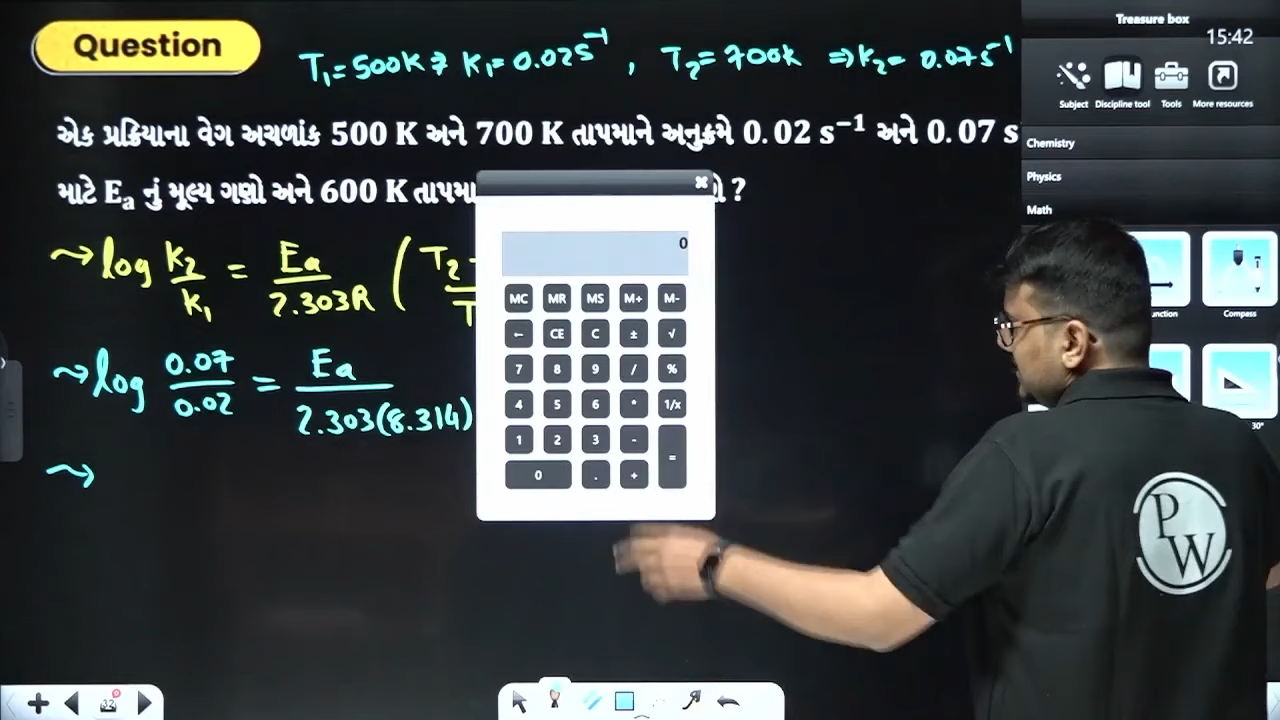 Question
T₁=500K ⇒ K₁=0.02S⁻¹ , T₂=700K ⇒K₂= 0.07S⁻¹
Treasure box
15:42
Subject Discipline tool Tools More resources
એક પ્રક્રિયાના વેગ અચળાંક 500 K અને 700 K તાપમાને અનુક્રમે 0.02 s⁻¹ અને 0.07 s
Chemistry
Physics
Math
માટે Eₐ નું મૂલ્ય ગણો અને 600 K ?
~> log K₂/K₁ = Ea/2.303R ( T₂ -
~> log 0.07/0.02 = Ea/2.303(8.314)
~>
0
MC MR MS M+ M-
← CE C ± √
7 8 9 / %
4 5 6 * 1/x
1 2 3 - =
0 . +
Compass
30°
PW
32